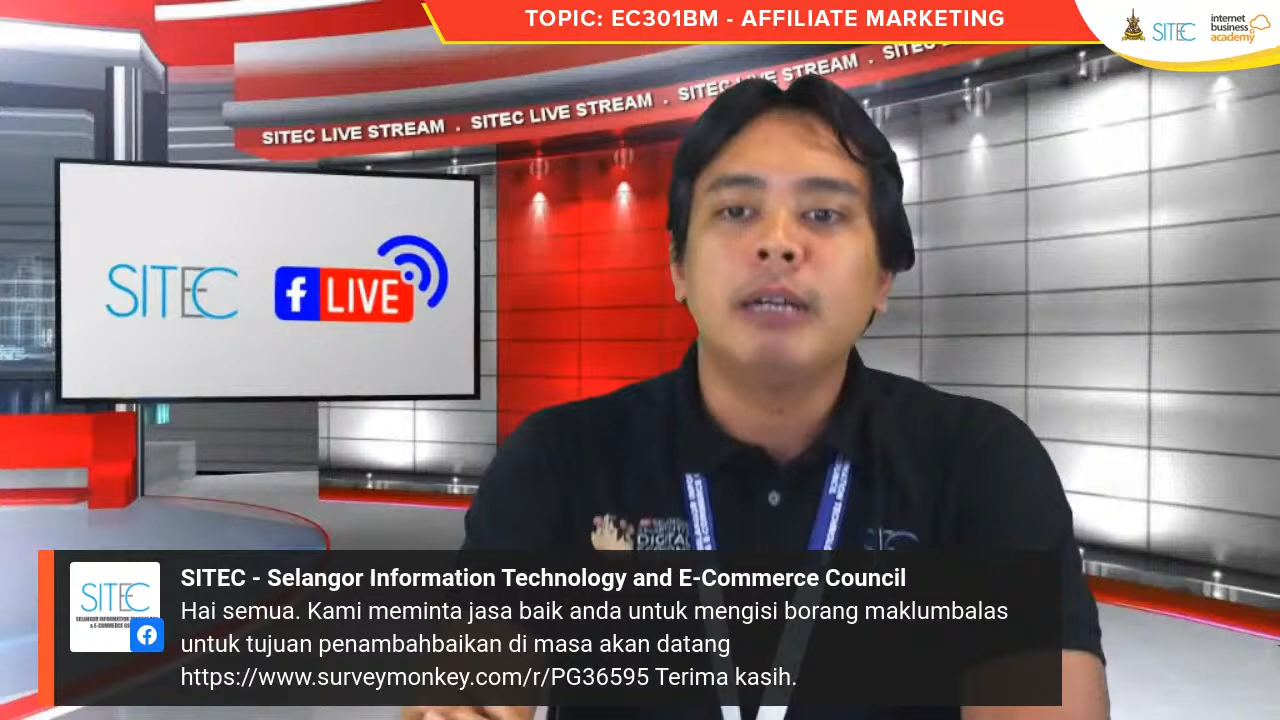 TOPIC: EC301BM - AFFILIATE MARKETING
SITEC
internet
business
academy
SITEC LIVE STREAM . SITEC LIVE STREAM . SITEC LIVE STREAM . SITEC
SITEC f LIVE
DIGITAL
SITEC
SITEC - Selangor Information Technology and E-Commerce Council
Hai semua. Kami meminta jasa baik anda untuk mengisi borang maklumbalas
untuk tujuan penambahbaikan di masa akan datang
https://www.surveymonkey.com/r/PG36595 Terima kasih.